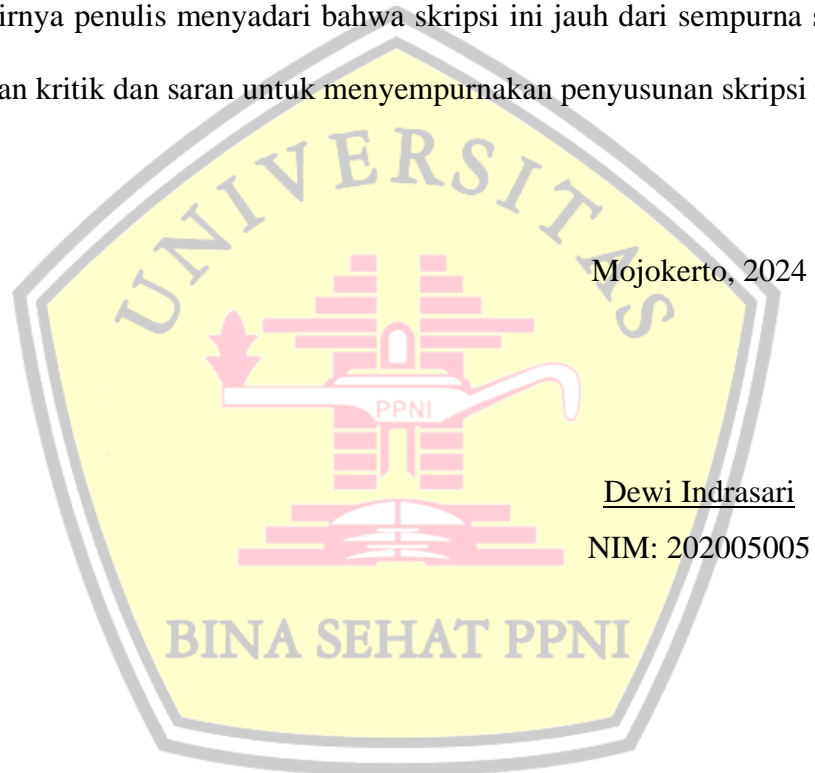 irnya penulis menyadari bahwa skripsi ini jauh dari sempurna s
an kritik dan saran untuk menyempurnakan penyusunan skripsi
UNIVERSITAS
Mojokerto, 2024
PPNI
Dewi Indrasari
NIM: 202005005
BINA SEHAT PPNI